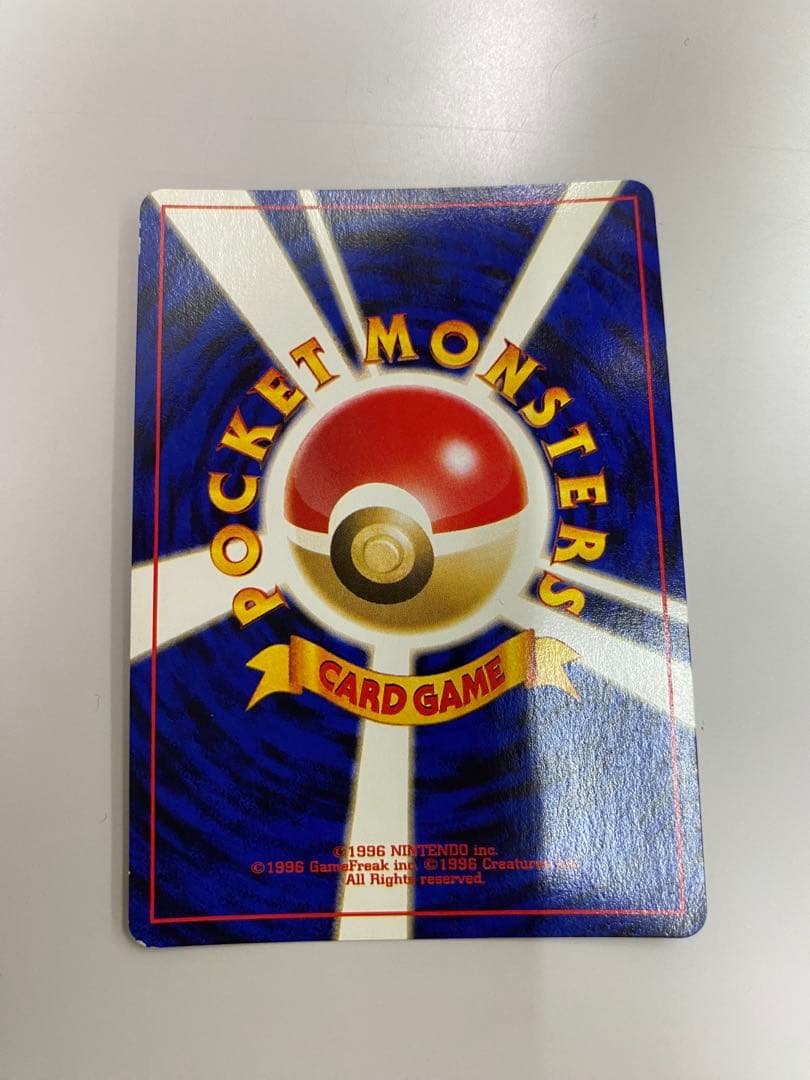 POCKET MONSTERS
CARD GAME
©1996 NINTENDO inc.
©1996 GameFreak inc. ©1996 Creatures inc.
All Rights reserved.